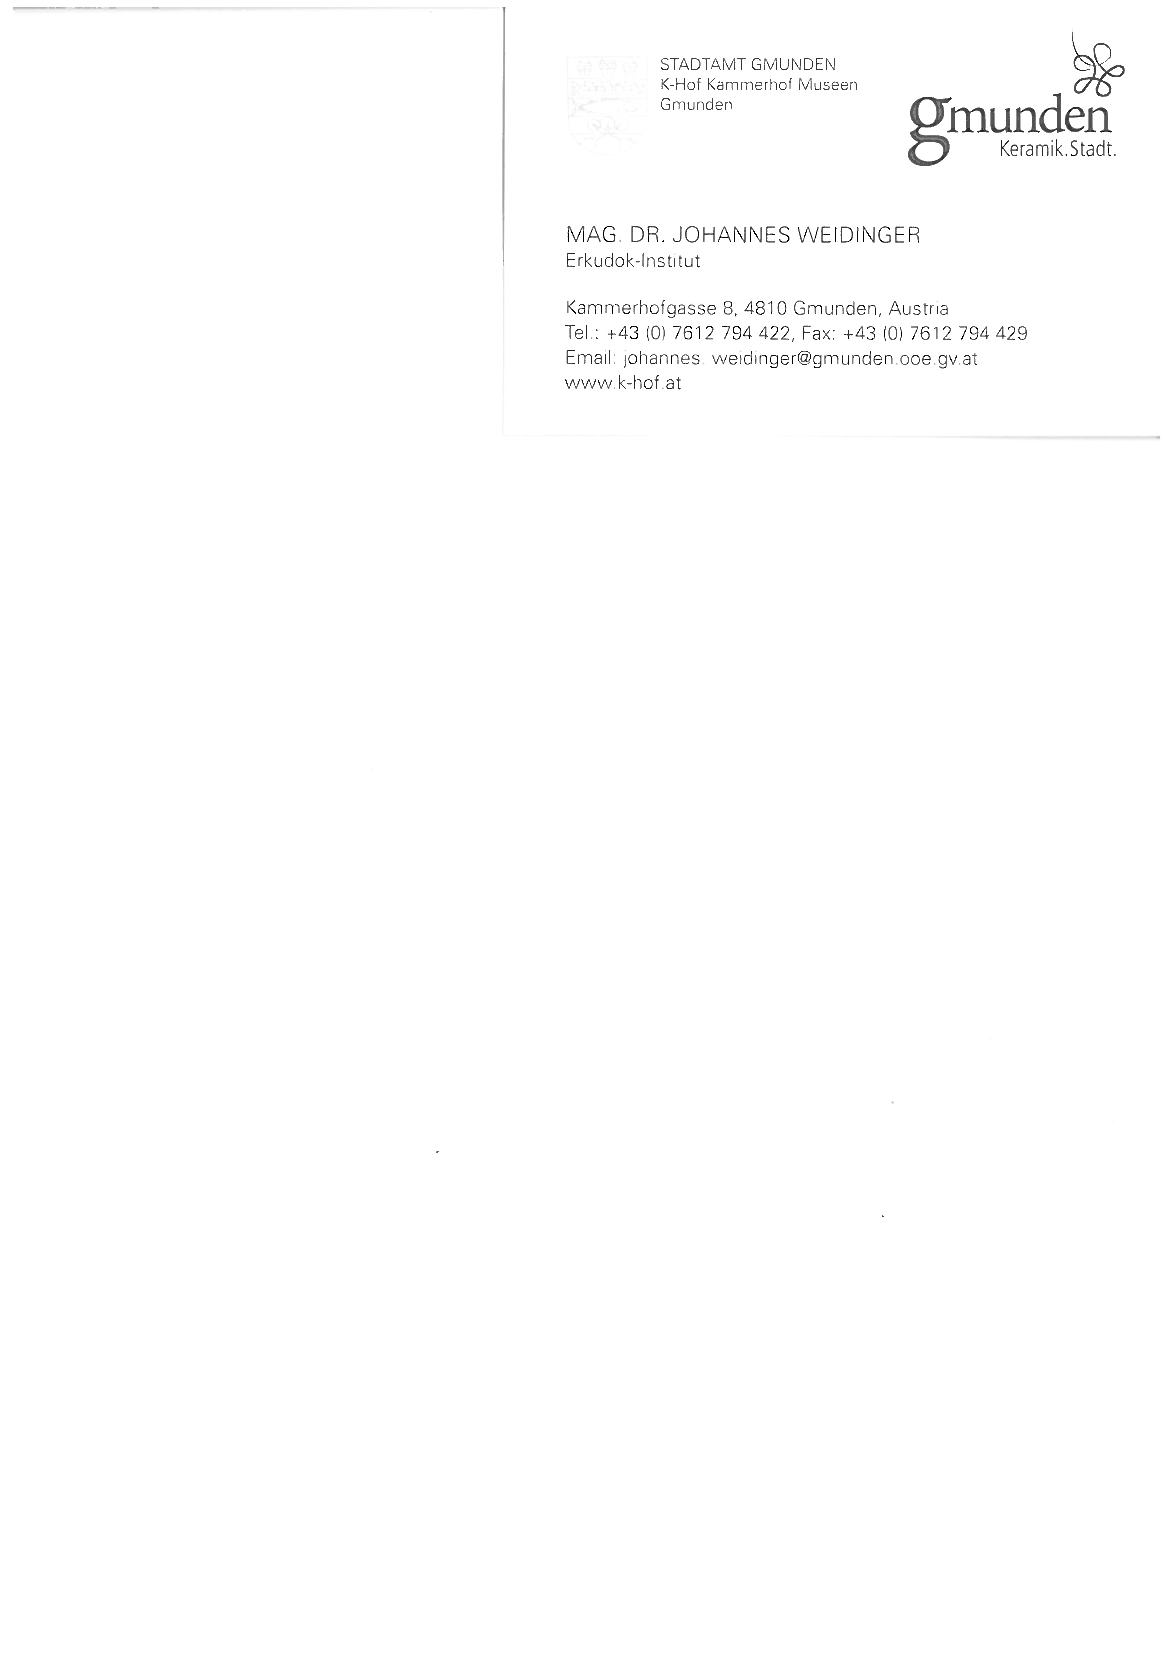 STADTAMT GMUNDEN
K-Hof Kammerhof Museen
Gmunden
gmunden
Keramik.Stadt.
MAG. DR. JOHANNES WEIDINGER
Erkudok-Institut
Kammerhofgasse 8, 4810 Gmunden, Austria
Tel.: +43 (0) 7612 794 422, Fax: +43 (0) 7612 794 429
Email: johannes. weidinger@gmunden.ooe.gv.at
www.k-hof.at